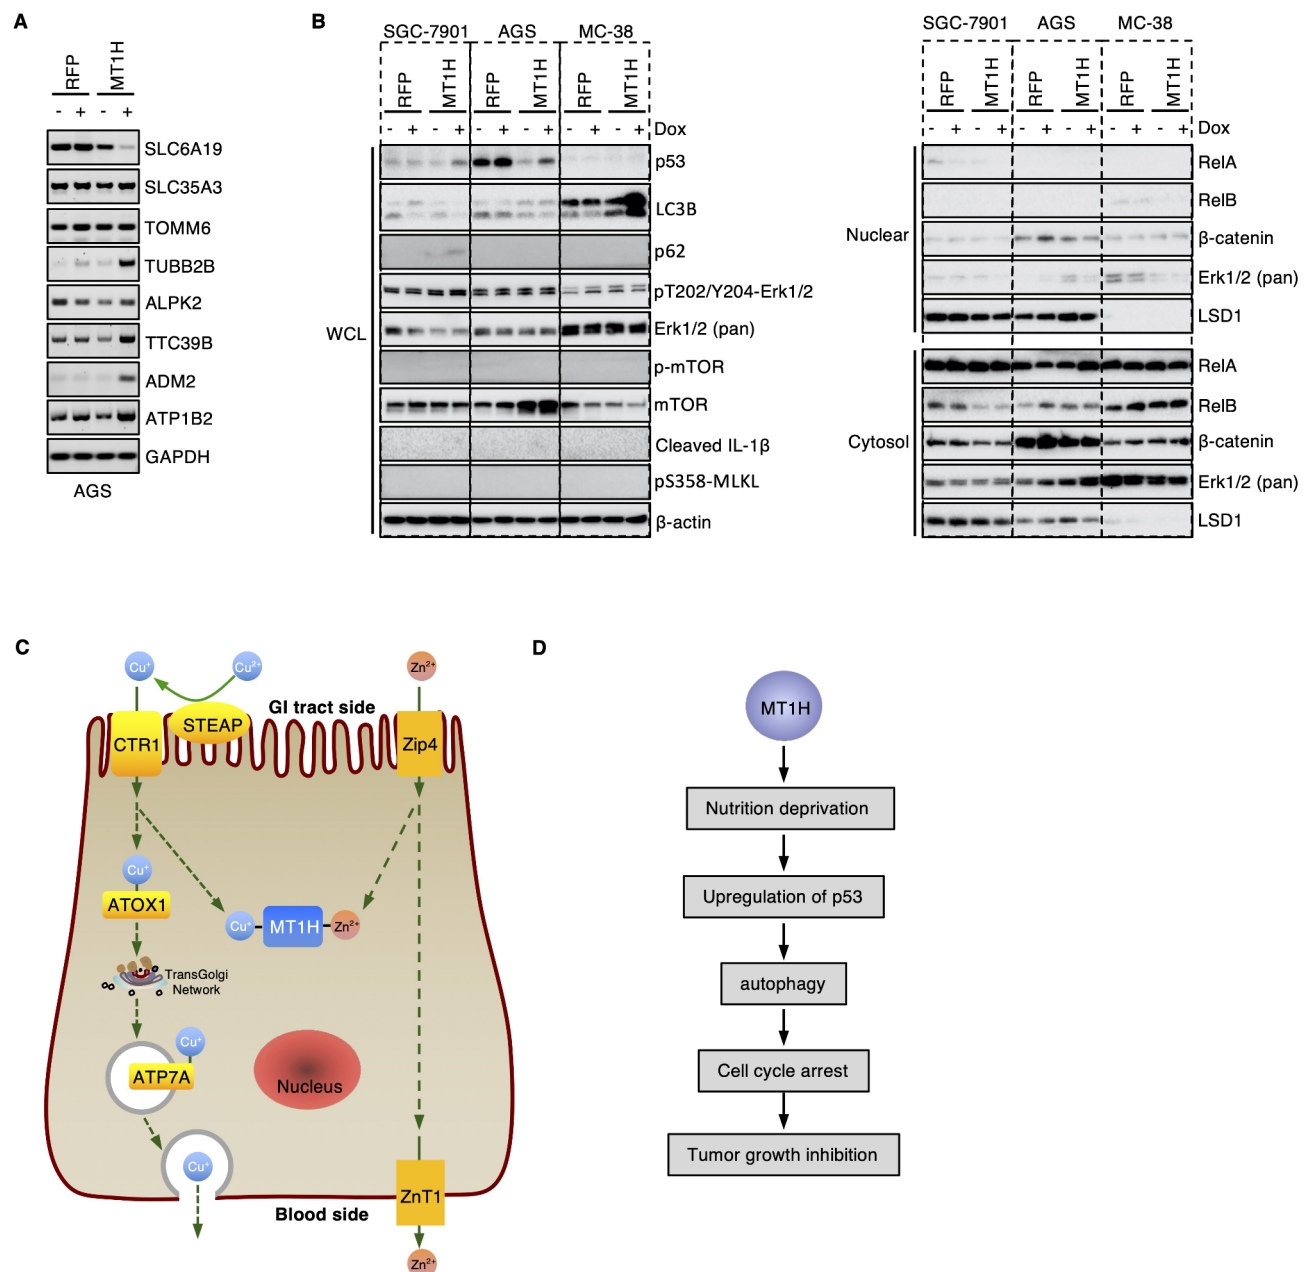 A
RFP
MT1H
- + - +
SLC6A19
SLC35A3
TOMM6
TUBB2B
ALPK2
TTC39B
ADM2
ATP1B2
GAPDH
AGS
B
SGC-7901 AGS MC-38
RFP MT1H RFP MT1H RFP MT1H
- + - + - + - + - + - + Dox
WCL
p53
LC3B
p62
pT202/Y204-Erk1/2
Erk1/2 (pan)
p-mTOR
mTOR
Cleaved IL-1β
pS358-MLKL
β-actin
SGC-7901 AGS MC-38
RFP MT1H RFP MT1H RFP MT1H
- + - + - + - + - + - + Dox
Nuclear
RelA
RelB
β-catenin
Erk1/2 (pan)
LSD1
Cytosol
RelA
RelB
β-catenin
Erk1/2 (pan)
LSD1
C
Cu⁺
Cu²⁺
Zn²⁺
GI tract side
STEAP
CTR1
Zip4
Cu⁺
ATOX1
Cu⁺
MT1H
Zn²⁺
TransGolgi
Network
Cu⁺
ATP7A
Nucleus
Cu⁺
ZnT1
Blood side
Zn²⁺
D
MT1H
Nutrition deprivation
Upregulation of p53
autophagy
Cell cycle arrest
Tumor growth inhibition